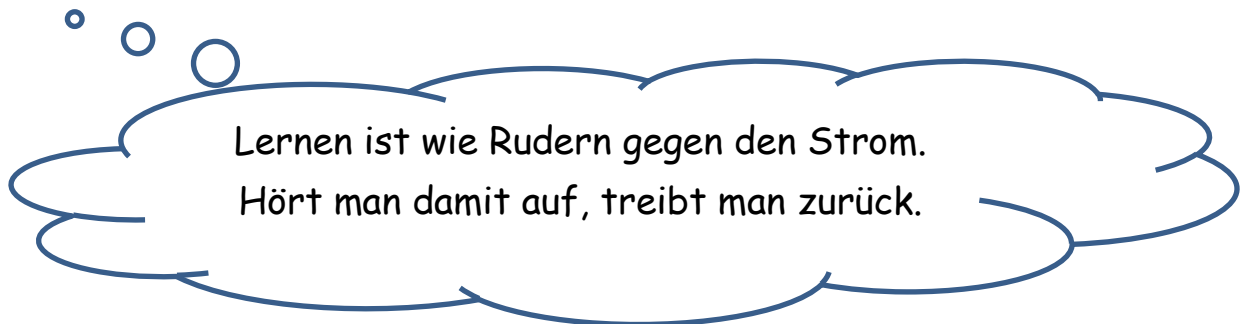 Lernen ist wie Rudern gegen den Strom.
Hört man damit auf, treibt man zurück.